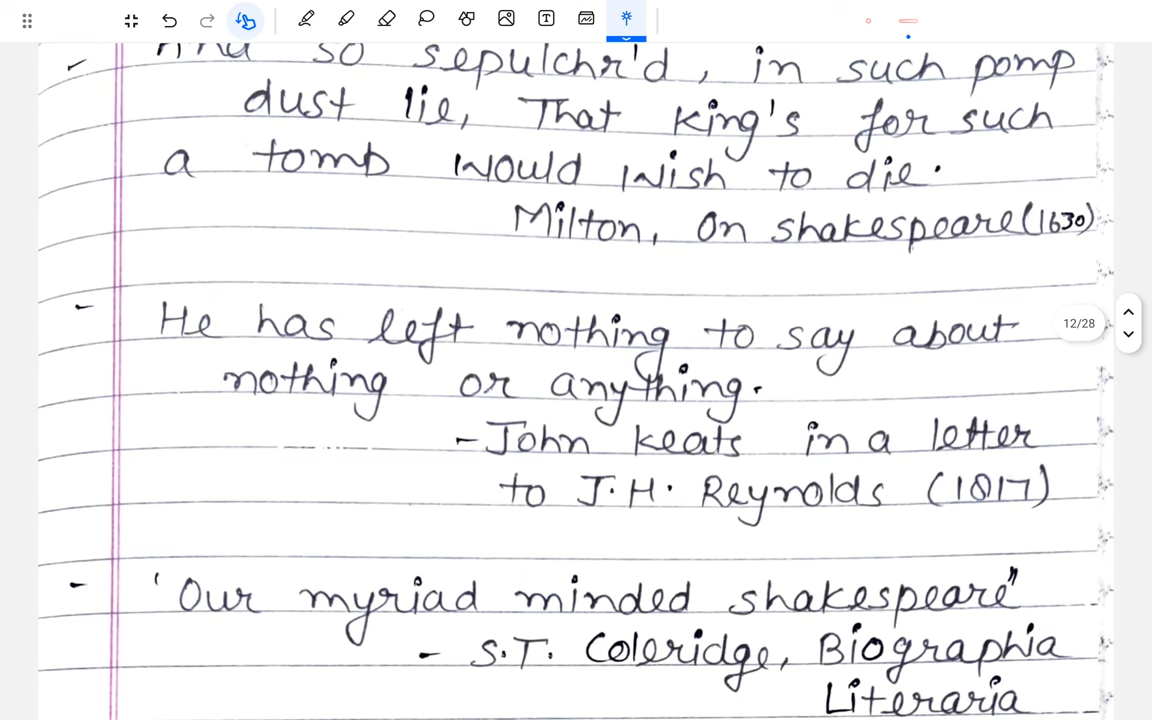 And so sepulchr'd, in such pomp
dust lie, That King's for such
a tomb would wish to die.
Milton, On shakespeare (1630)
- He has left nothing to say about
nothing or anything.
- John keats in a letter
to J.H. Reynolds (1817)
- 'Our myriad minded shakespeare"
- S.T. Coleridge, Biographia
Literaria
12/28